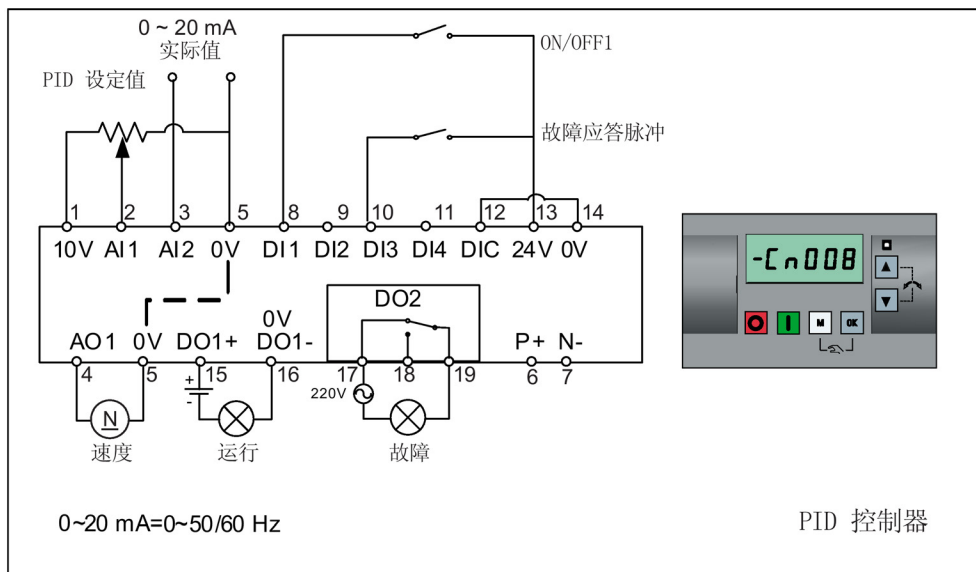 0 ~ 20 mA
实际值
PID 设定值
ON/OFF1
故障应答脉冲
1 2 3 5 8 9 10 11 12 13 14
10V AI1 AI2 0V DI1 DI2 DI3 DI4 DIC 24V 0V
-Cn008
M OK
DO2
0V
AO1 0V DO1+ DO1- P+ N-
4 5 15 16 17 18 19 6 7
+
-
220V
N
速度 运行 故障
0~20 mA=0~50/60 Hz
PID 控制器